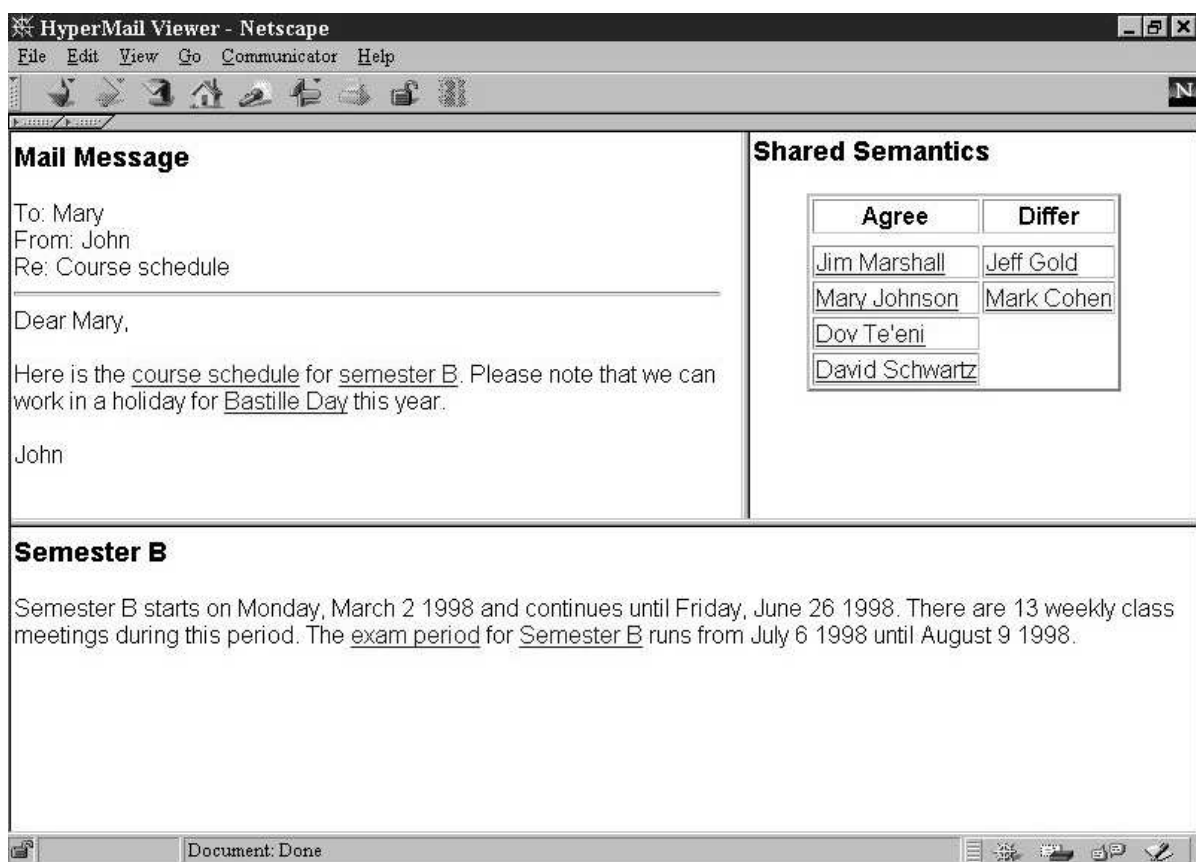 HyperMail Viewer - Netscape
File Edit View Go Communicator Help
N
Mail Message
To: Mary
From: John
Re: Course schedule
Dear Mary,
Here is the course schedule for semester B. Please note that we can
work in a holiday for Bastille Day this year.
John
Shared Semantics
Agree Differ
Jim Marshall Jeff Gold
Mary Johnson Mark Cohen
Dov Te'eni
David Schwartz
Semester B
Semester B starts on Monday, March 2 1998 and continues until Friday, June 26 1998. There are 13 weekly class
meetings during this period. The exam period for Semester B runs from July 6 1998 until August 9 1998.
Document: Done